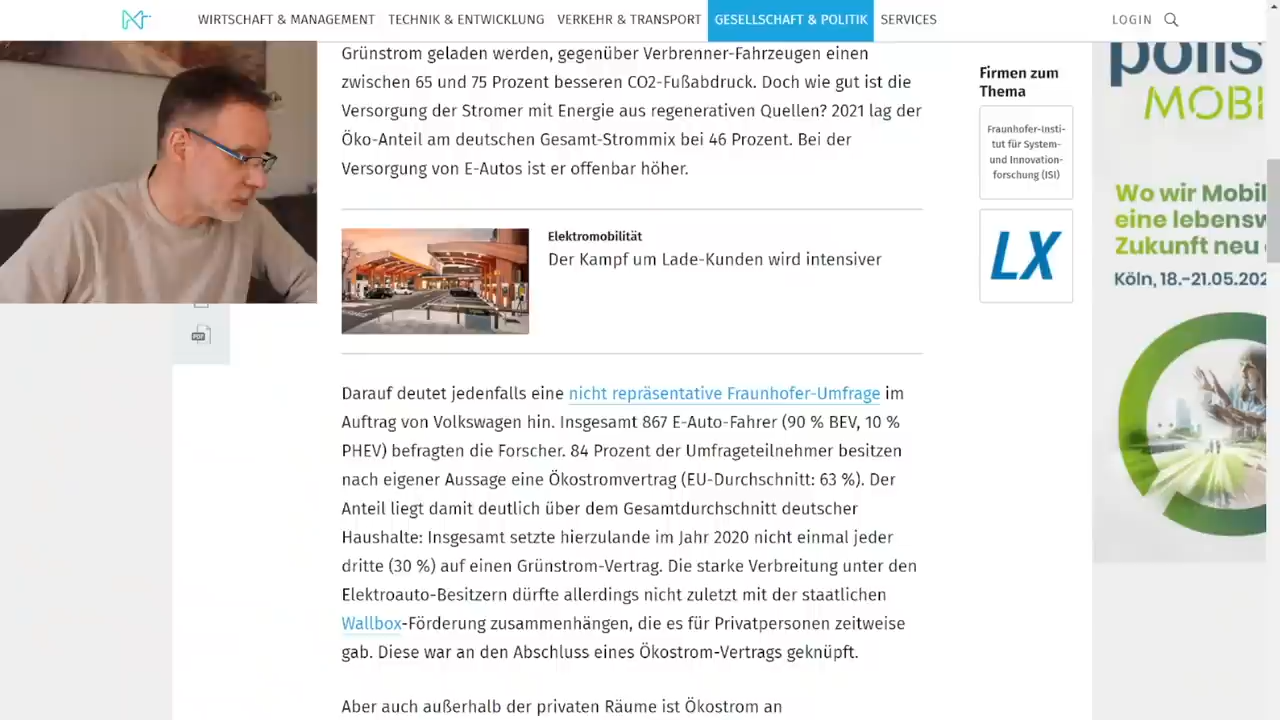 WIRTSCHAFT & MANAGEMENT TECHNIK & ENTWICKLUNG VERKEHR & TRANSPORT GESELLSCHAFT & POLITIK SERVICES LOGIN
Grünstrom geladen werden, gegenüber Verbrenner-Fahrzeugen einen
zwischen 65 und 75 Prozent besseren CO2-Fußabdruck. Doch wie gut ist die
Versorgung der Stromer mit Energie aus regenerativen Quellen? 2021 lag der
Öko-Anteil am deutschen Gesamt-Strommix bei 46 Prozent. Bei der
Versorgung von E-Autos ist er offenbar höher.
Elektromobilität
Der Kampf um Lade-Kunden wird intensiver
PDF
Darauf deutet jedenfalls eine nicht repräsentative Fraunhofer-Umfrage im
Auftrag von Volkswagen hin. Insgesamt 867 E-Auto-Fahrer (90 % BEV, 10 %
PHEV) befragten die Forscher. 84 Prozent der Umfrageteilnehmer besitzen
nach eigener Aussage eine Ökostromvertrag (EU-Durchschnitt: 63 %). Der
Anteil liegt damit deutlich über dem Gesamtdurchschnitt deutscher
Haushalte: Insgesamt setzte hierzulande im Jahr 2020 nicht einmal jeder
dritte (30 %) auf einen Grünstrom-Vertrag. Die starke Verbreitung unter den
Elektroauto-Besitzern dürfte allerdings nicht zuletzt mit der staatlichen
Wallbox-Förderung zusammenhängen, die es für Privatpersonen zeitweise
gab. Diese war an den Abschluss eines Ökostrom-Vertrags geknüpft.
Aber auch außerhalb der privaten Räume ist Ökostrom an
Firmen zum
Thema
Fraunhofer-Insti-
tut für System-
und Innovation-
forschung (ISI)
LX
polis
MOBI
Wo wir Mobil
eine lebensw
Zukunft neu
Köln, 18.-21.05.202